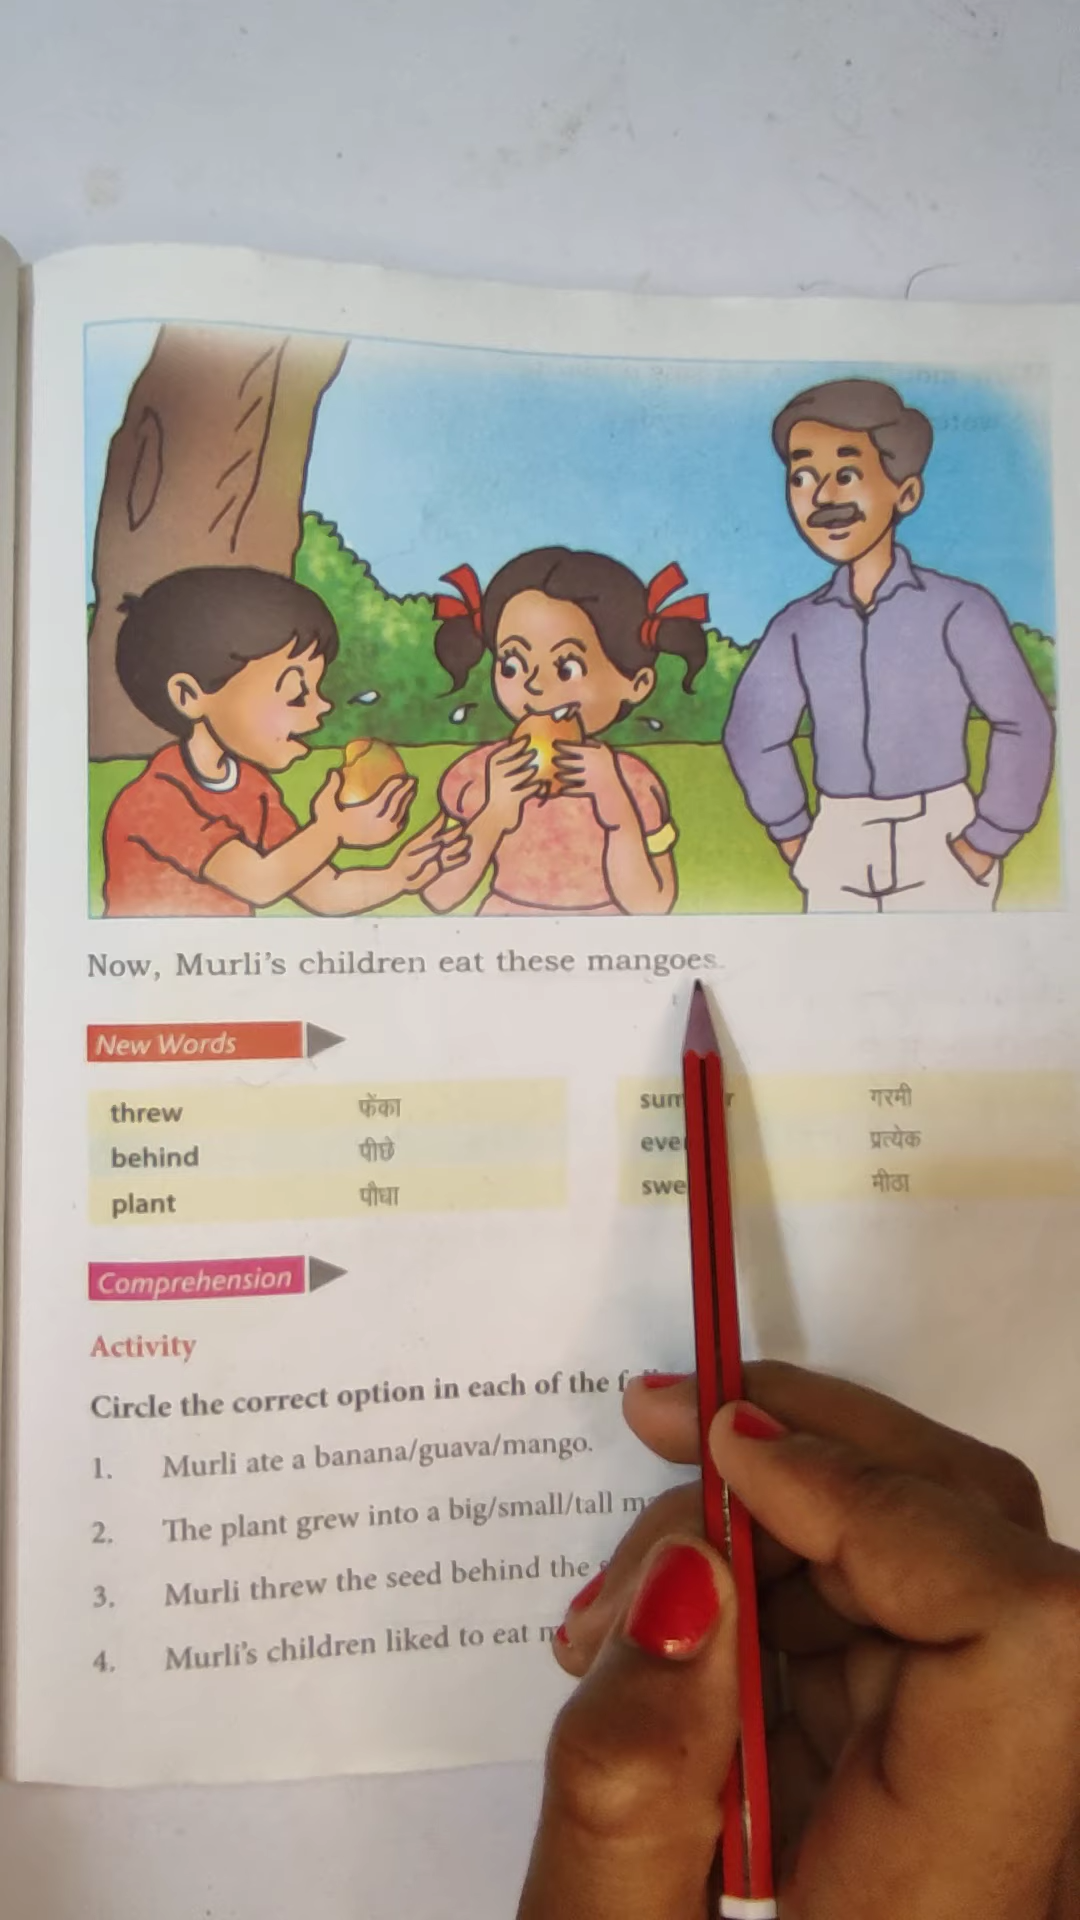 Now, Murli's children eat these mangoes.
New Words
threw फेंका
behind पीछे
plant पौधा
गरमी
प्रत्येक
मीठा
Comprehension
Activity
Circle the correct option in each of the
1. Murli ate a banana/guava/mango.
2. The plant grew into a big/small/tall
3. Murli threw the seed behind the
4. Murli's children liked to eat